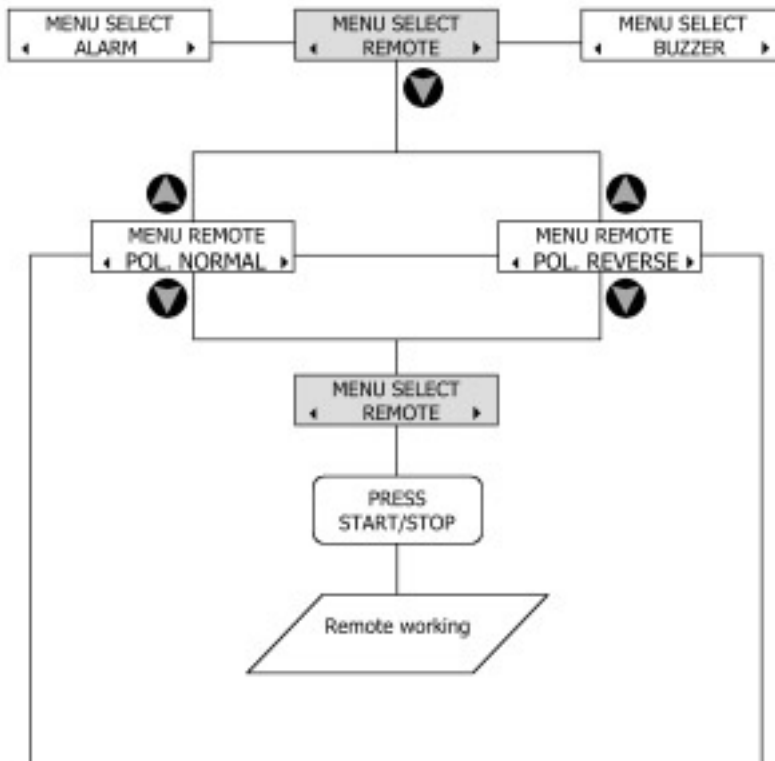 MENU SELECT
ALARM
MENU SELECT
REMOTE
MENU SELECT
BUZZER
MENU REMOTE
POL. NORMAL
MENU REMOTE
POL. REVERSE
MENU SELECT
REMOTE
PRESS
START/STOP
Remote working